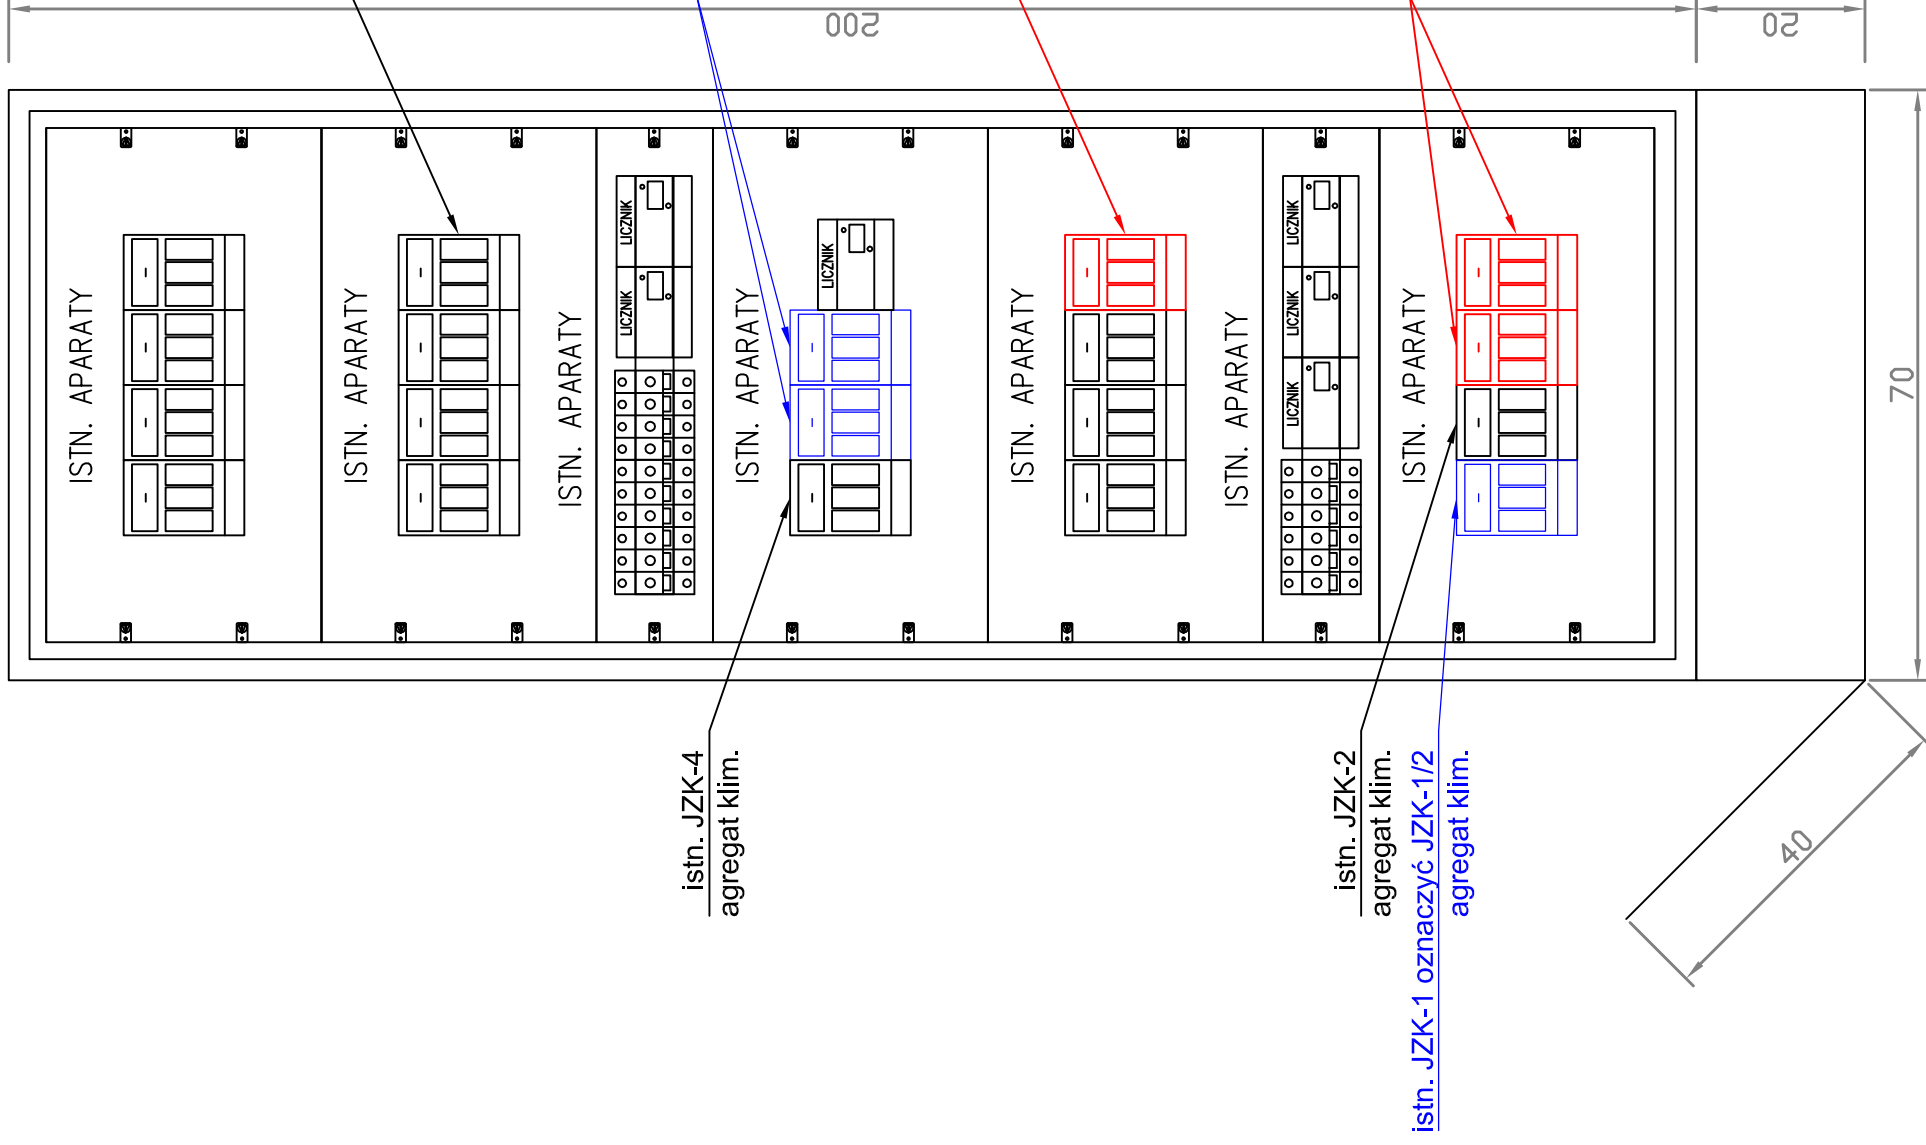 200
20
ISTN. APARATY
ISTN. APARATY
ISTN. APARATY
ISTN. APARATY
ISTN. APARATY
ISTN. APARATY
ISTN. APARATY
LICZNIK
LICZNIK
LICZNIK
LICZNIK
LICZNIK
LICZNIK
70
40
istn. JZK-4
agregat klim.
istn. JZK-2
agregat klim.
istn. JZK-1 oznaczyć JZK-1/2
agregat klim.